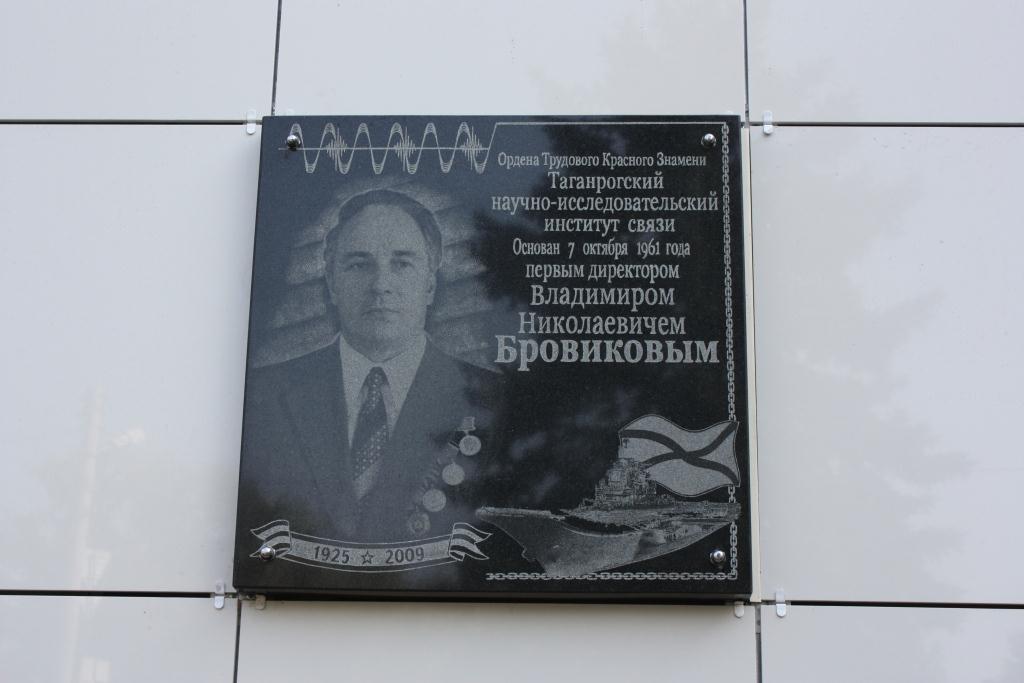 Ордена Трудового Красного Знамени
Таганрогский
научно-исследовательский
институт связи
Основан 7 октября 1961 года
первым директором
Владимиром
Николаевичем
Бровиковым
1925 ☆ 2009